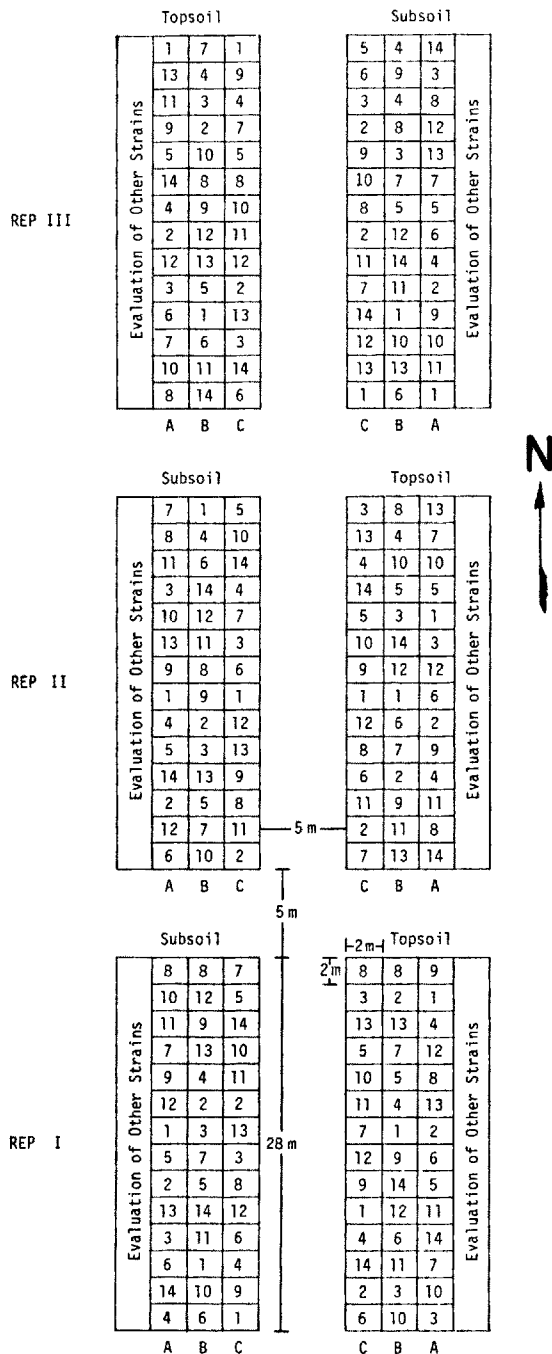 Topsoil Subsoil
REP III
Evaluation of Other Strains
1 7 1
13 4 9
11 3 4
9 2 7
5 10 5
14 8 8
4 9 10
2 12 11
12 13 12
3 5 2
6 1 13
7 6 3
10 11 14
8 14 6
A B C
5 4 14
6 9 3
3 4 8
2 8 12
9 3 13
10 7 7
8 5 5
2 12 6
11 14 4
7 11 2
14 1 9
12 10 10
13 13 11
1 6 1
Evaluation of Other Strains
C B A
N
Subsoil Topsoil
REP II
Evaluation of Other Strains
7 1 5
8 4 10
11 6 14
3 14 4
10 12 7
13 11 3
9 8 6
1 9 1
4 2 12
5 3 13
14 13 9
2 5 8
12 7 11
6 10 2
A B C
5 m
3 8 13
13 4 7
4 10 10
14 5 5
5 3 1
10 14 3
9 12 12
1 1 6
12 6 2
8 7 9
6 2 4
11 9 11
2 11 8
7 13 14
Evaluation of Other Strains
C B A
5 m
Subsoil Topsoil
2m
2m
REP I
Evaluation of Other Strains
8 8 7
10 12 5
11 9 14
7 13 10
9 4 11
12 2 2
1 3 13
5 7 3
2 5 8
13 14 12
3 11 6
6 1 4
14 10 9
4 6 1
A B C
28 m
8 8 9
3 2 1
13 13 4
5 7 12
10 5 8
11 4 13
7 1 2
12 9 6
9 14 5
1 12 11
4 6 14
14 11 7
2 3 10
6 10 3
Evaluation of Other Strains
C B A